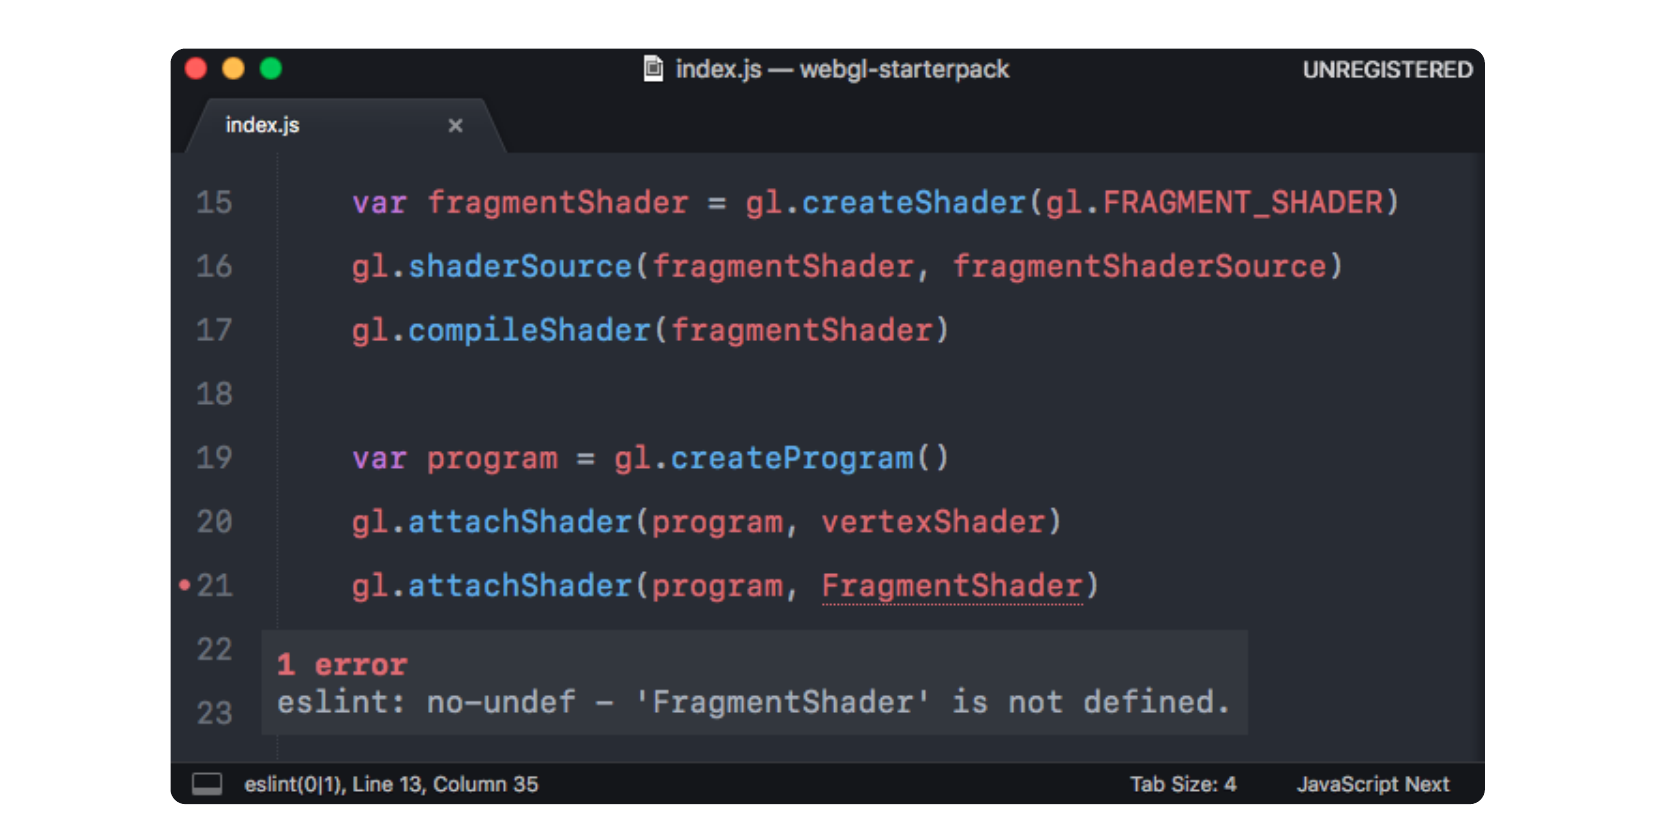 index.js — webgl-starterpack
UNREGISTERED
index.js ×
15 var fragmentShader = gl.createShader(gl.FRAGMENT_SHADER)
16 gl.shaderSource(fragmentShader, fragmentShaderSource)
17 gl.compileShader(fragmentShader)
18
19 var program = gl.createProgram()
20 gl.attachShader(program, vertexShader)
21 gl.attachShader(program, FragmentShader)
22
1 error
eslint: no-undef – 'FragmentShader' is not defined.
23
eslint(0|1), Line 13, Column 35
Tab Size: 4
JavaScript Next